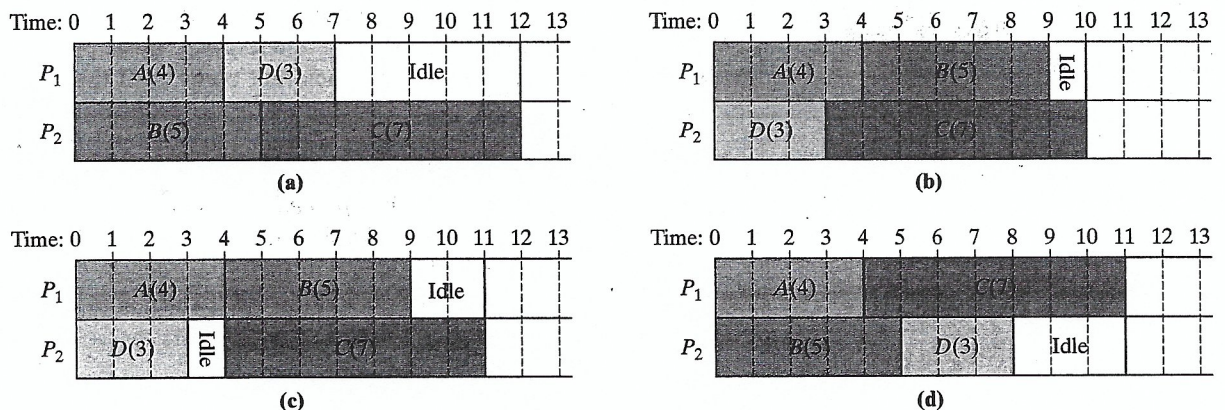 Time: 0 1 2 3 4 5 6 7 8 9 10 11 12 13
P1 A(4) D(3) Idle
P2 B(5) C(7)
(a)
Time: 0 1 2 3 4 5 6 7 8 9 10 11 12 13
P1 A(4) B(5) Idle
P2 D(3) C(7)
(b)
Time: 0 1 2 3 4 5 6 7 8 9 10 11 12 13
P1 A(4) B(5) Idle
P2 D(3) Idle C(7)
(c)
Time: 0 1 2 3 4 5 6 7 8 9 10 11 12 13
P1 A(4) C(7)
P2 B(5) D(3) Idle
(d)